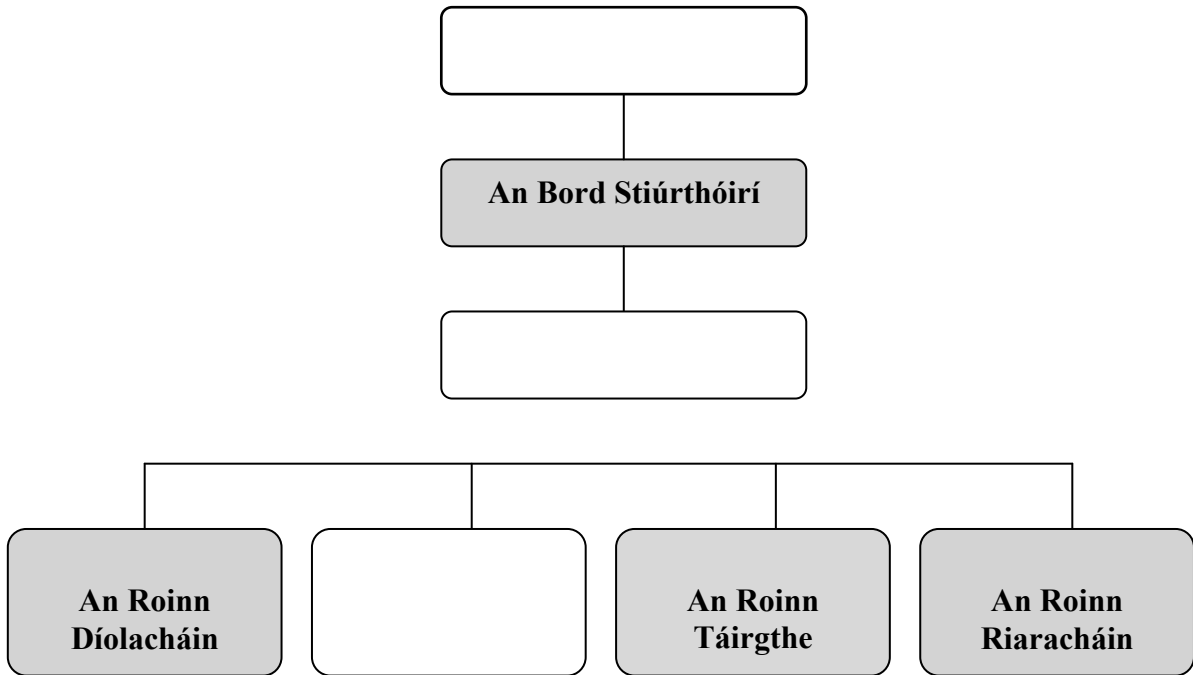 An Bord Stiúrthóirí
An Roinn
Díolacháin
An Roinn
Táirgthe
An Roinn
Riaracháin